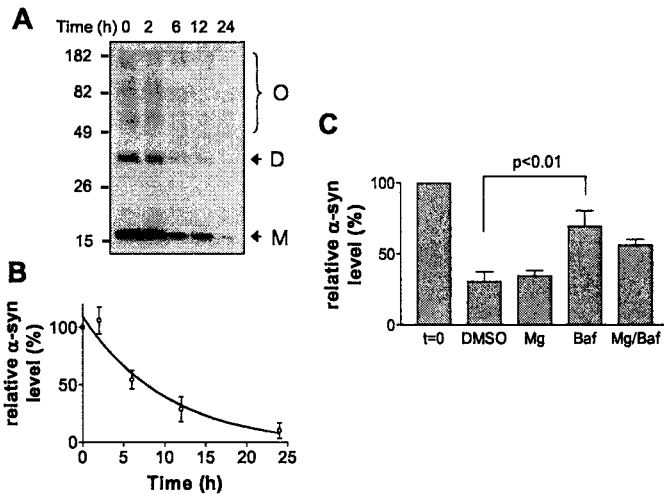 A
Time (h) 0 2 6 12 24
182
82
49
26
15
O
D
M
B
relative α-syn
level (%)
100
50
0
0 5 10 15 20 25
Time (h)
C
p<0.01
relative α-syn
level (%)
100
50
0
t=0 DMSO Mg Baf Mg/Baf